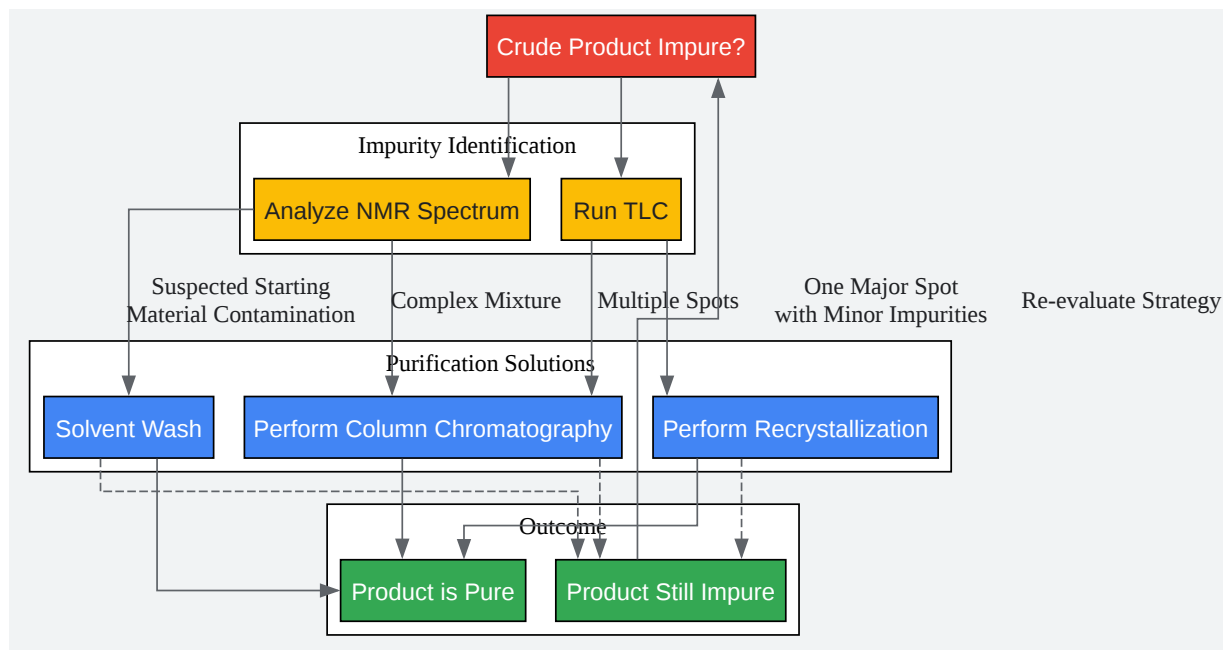 Crude Product Impure?
Impurity Identification
Analyze NMR Spectrum
Run TLC
Suspected Starting
Material Contamination
Complex Mixture
Multiple Spots
One Major Spot
with Minor Impurities
Re-evaluate Strategy
Purification Solutions
Solvent Wash
Perform Column Chromatography
Perform Recrystallization
Outcome
Product is Pure
Product Still Impure